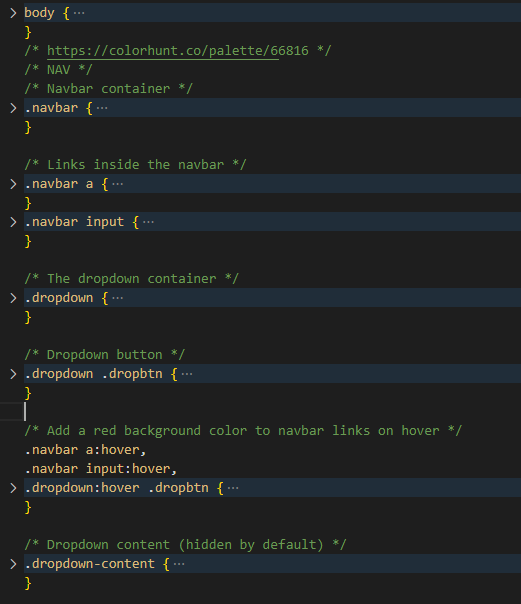 body { ···
}
/* https://colorhunt.co/palette/66816 */
/* NAV */
/* Navbar container */
.navbar { ···
}
/* Links inside the navbar */
.navbar a { ···
}
.navbar input { ···
}
/* The dropdown container */
.dropdown { ···
}
/* Dropdown button */
.dropdown .dropbtn { ···
}
/* Add a red background color to navbar links on hover */
.navbar a:hover,
.navbar input:hover,
.dropdown:hover .dropbtn { ···
}
/* Dropdown content (hidden by default) */
.dropdown-content { ···
}